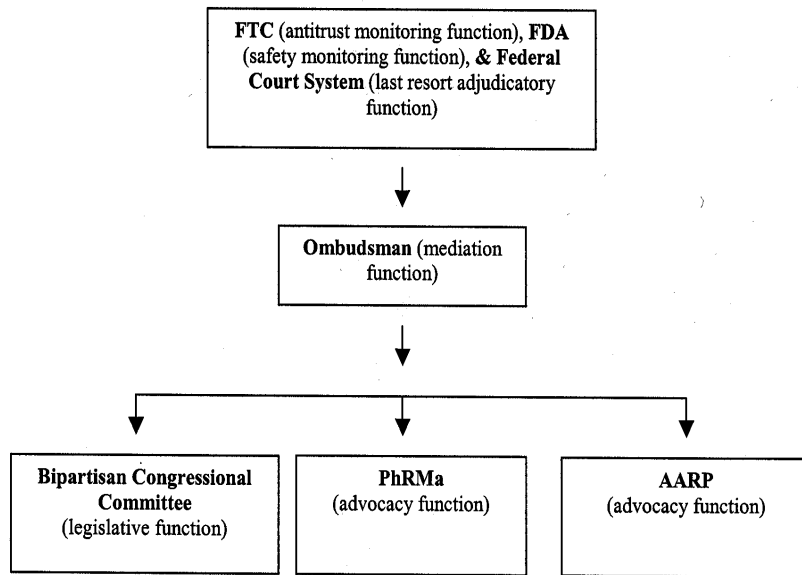 FTC (antitrust monitoring function), FDA
(safety monitoring function), & Federal
Court System (last resort adjudicatory
function)
Ombudsman (mediation
function)
Bipartisan Congressional
Committee
(legislative function)
PhRMa
(advocacy function)
AARP
(advocacy function)